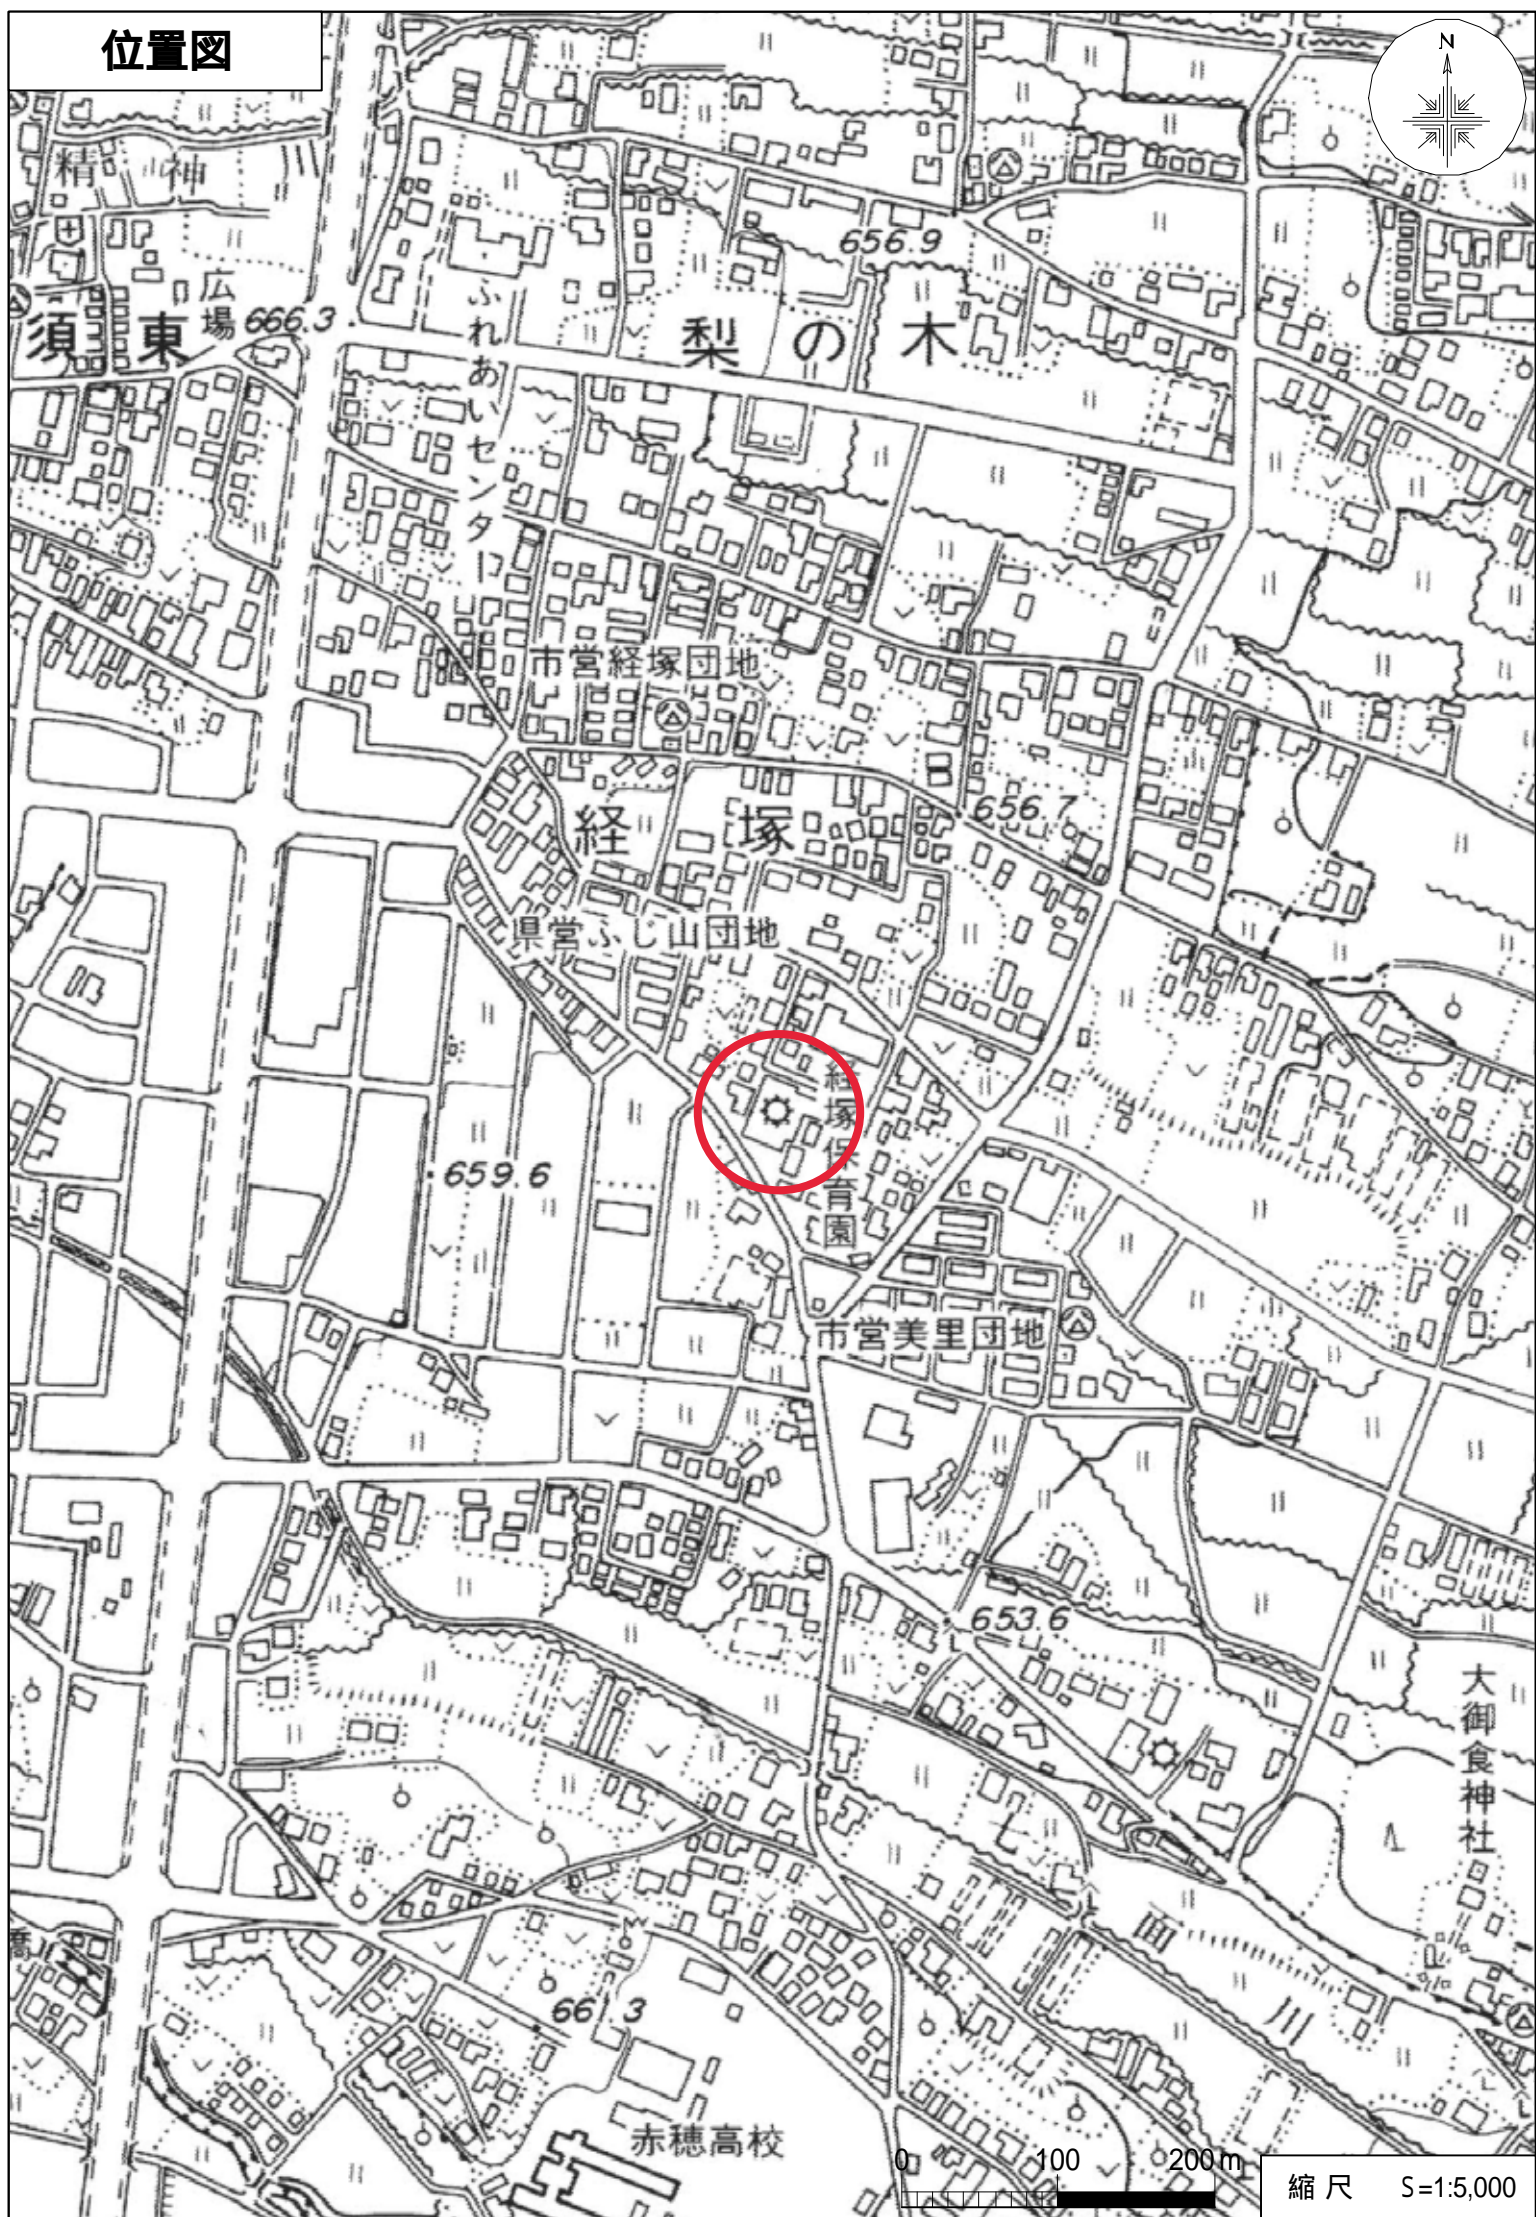 位置図
N
精神
656.9
広場
須東
666.3
ふれあいセンター
梨の木
市営経塚団地
656.7
経塚
県営ふじ山団地
経塚保育園
659.6
市営美里団地
653.6
大御食神社
661.3
赤穂高校
0 100 200m
縮尺 S=1:5,000